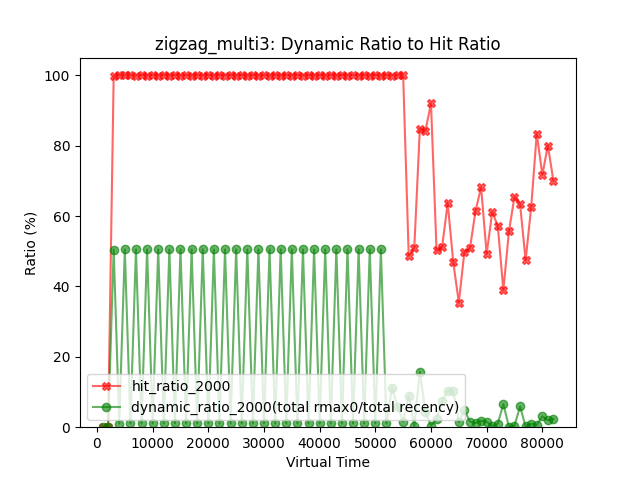 zigzag_multi3: Dynamic Ratio to Hit Ratio
Ratio (%)
100
80
60
40
20
0
hit_ratio_2000
dynamic_ratio_2000(total rmax0/total recency)
0 10000 20000 30000 40000 50000 60000 70000 80000
Virtual Time